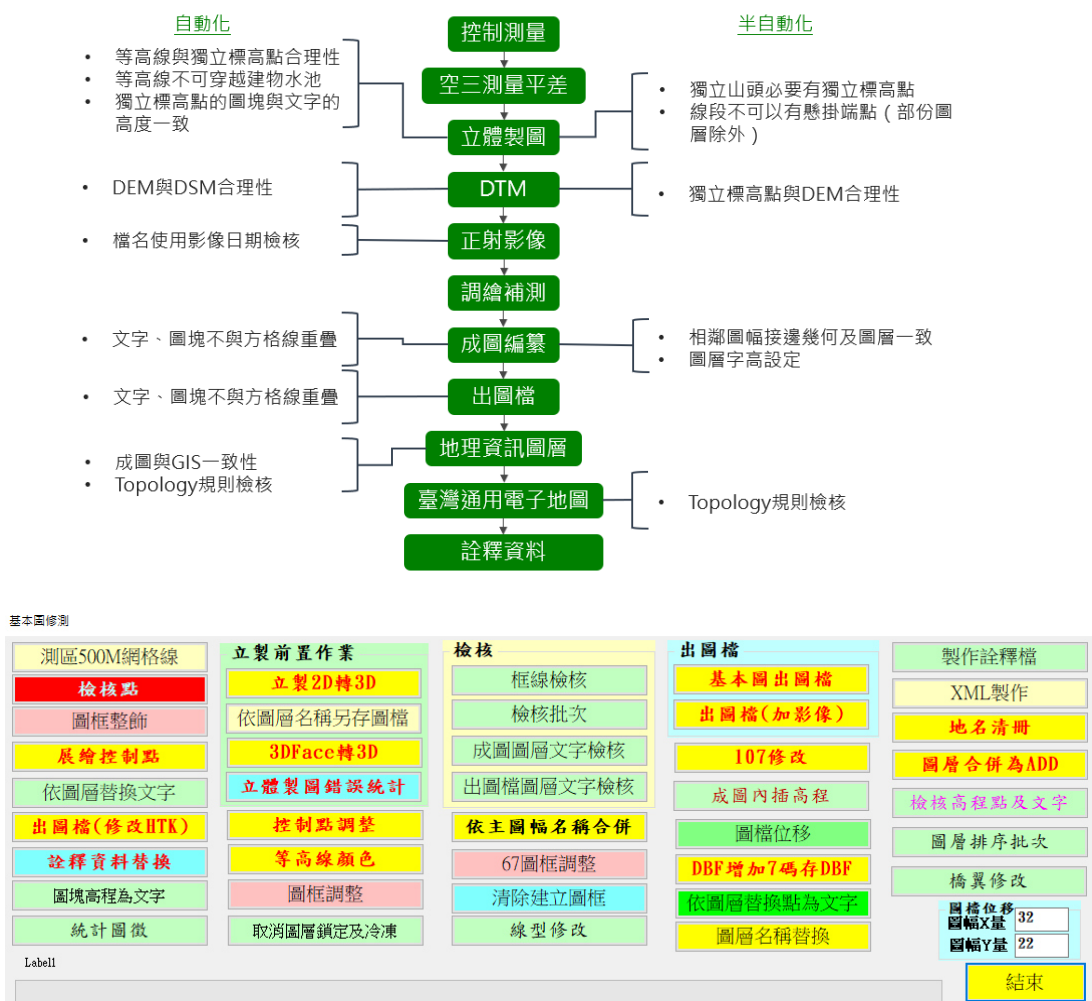 自動化
半自動化
控制測量
空三測量平差
立體製圖
DTM
正射影像
調繪補測
成圖編纂
出圖檔
地理資訊圖層
臺灣通用電子地圖
詮釋資料
• 等高線與獨立標高點合理性
• 等高線不可穿越建物水池
• 獨立標高點的圖塊與文字的
高度一致
• DEM與DSM合理性
• 檔名使用影像日期檢核
• 文字、圖塊不與方格線重疊
• 文字、圖塊不與方格線重疊
• 成圖與GIS一致性
• Topology規則檢核
• 獨立山頭必要有獨立標高點
• 線段不可以有懸掛端點（部份圖
層除外）
• 獨立標高點與DEM合理性
• 相鄰圖幅接邊幾何及圖層一致
• 圖層字高設定
• Topology規則檢核
基本圖修測
測區500M網格線
檢核點
圖框整飾
展繪控制點
依圖層替換文字
出圖檔(修改HTK)
詮釋資料替換
圖塊高程為文字
統計圖徵
立製前置作業
立製2D轉3D
依圖層名稱另存圖檔
3DFace轉3D
立體製圖錯誤統計
控制點調整
等高線顏色
圖框調整
取消圖層鎖定及冷凍
檢核
框線檢核
檢核批次
成圖圖層文字檢核
出圖檔圖層文字檢核
依主圖幅名稱合併
67圖框調整
清除建立圖框
線型修改
出圖檔
基本圖出圖檔
出圖檔(加影像)
107修改
成圖內插高程
圖檔位移
DBF增加7碼存DBF
依圖層替換點為文字
圖層名稱替換
製作詮釋檔
XML製作
地名清冊
圖層合併為ADD
檢核高程點及文字
圖層排序批次
橋翼修改
圖檔位移
圖幅X量 32
圖幅Y量 22
Label1
結束